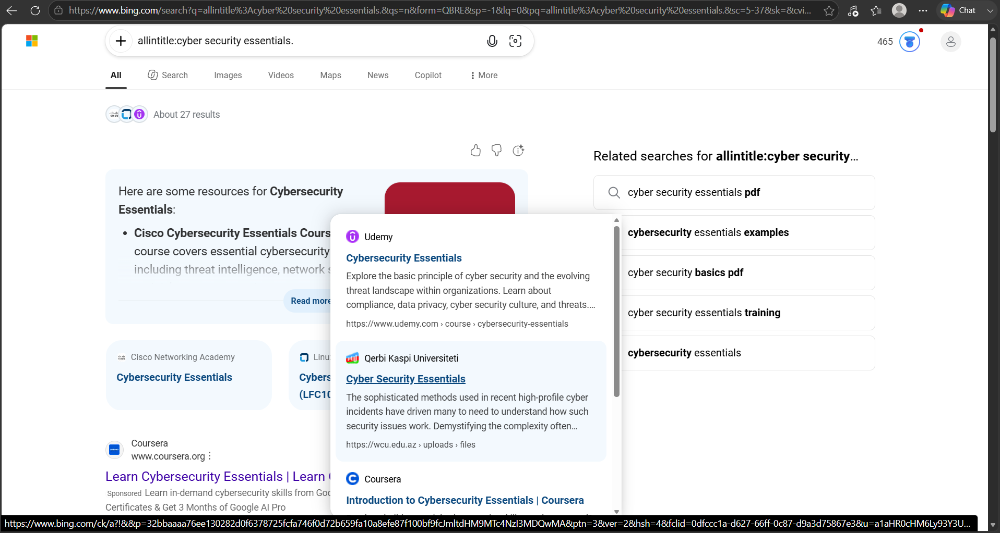 https://www.bing.com/search?q=allintitle%3Acyber%20security%20essentials.&qs=n&form=QBRE&sp=-1&lq=0&pq=allintitle%3Acyber%20security%20essentials.&sc=5-37&sk=&cvi...
Chat
allintitle:cyber security essentials.
465
All
Search
Images
Videos
Maps
News
Copilot
More
About 27 results
Here are some resources for Cybersecurity
Essentials:
• Cisco Cybersecurity Essentials Cours
course covers essential cybersecurity
including threat intelligence, network s
Read more
Cisco Networking Academy
Cybersecurity Essentials
Linu
Cybers
(LFC10
Coursera
www.coursera.org
Learn Cybersecurity Essentials | Learn
Sponsored Learn in-demand cybersecurity skills from Goo
Certificates & Get 3 Months of Google AI Pro
Udemy
Cybersecurity Essentials
Explore the basic principle of cyber security and the evolving
threat landscape within organizations. Learn about
compliance, data privacy, cyber security culture, and threats....
https://www.udemy.com › course › cybersecurity-essentials
Qerbi Kaspi Universiteti
Cyber Security Essentials
The sophisticated methods used in recent high-profile cyber
incidents have driven many to need to understand how such
security issues work. Demystifying the complexity often...
https://wcu.edu.az › uploads › files
Coursera
Introduction to Cybersecurity Essentials | Coursera
Related searches for allintitle:cyber security...
cyber security essentials pdf
cybersecurity essentials examples
cyber security basics pdf
cyber security essentials training
cybersecurity essentials
https://www.bing.com/ck/a?!&&p=32bbaaaa76ee130282d0f6378725fcfa746f0d72b659fa10a8efe87f100bf9fcJmltdHM9MTc4NzI3MDQwMA&ptn=3&ver=2&hsh=4&fclid=0dfccc1a-d627-66ff-0c87-d9a3d75867e3&u=a1aHR0cHM6Ly93Y3U...